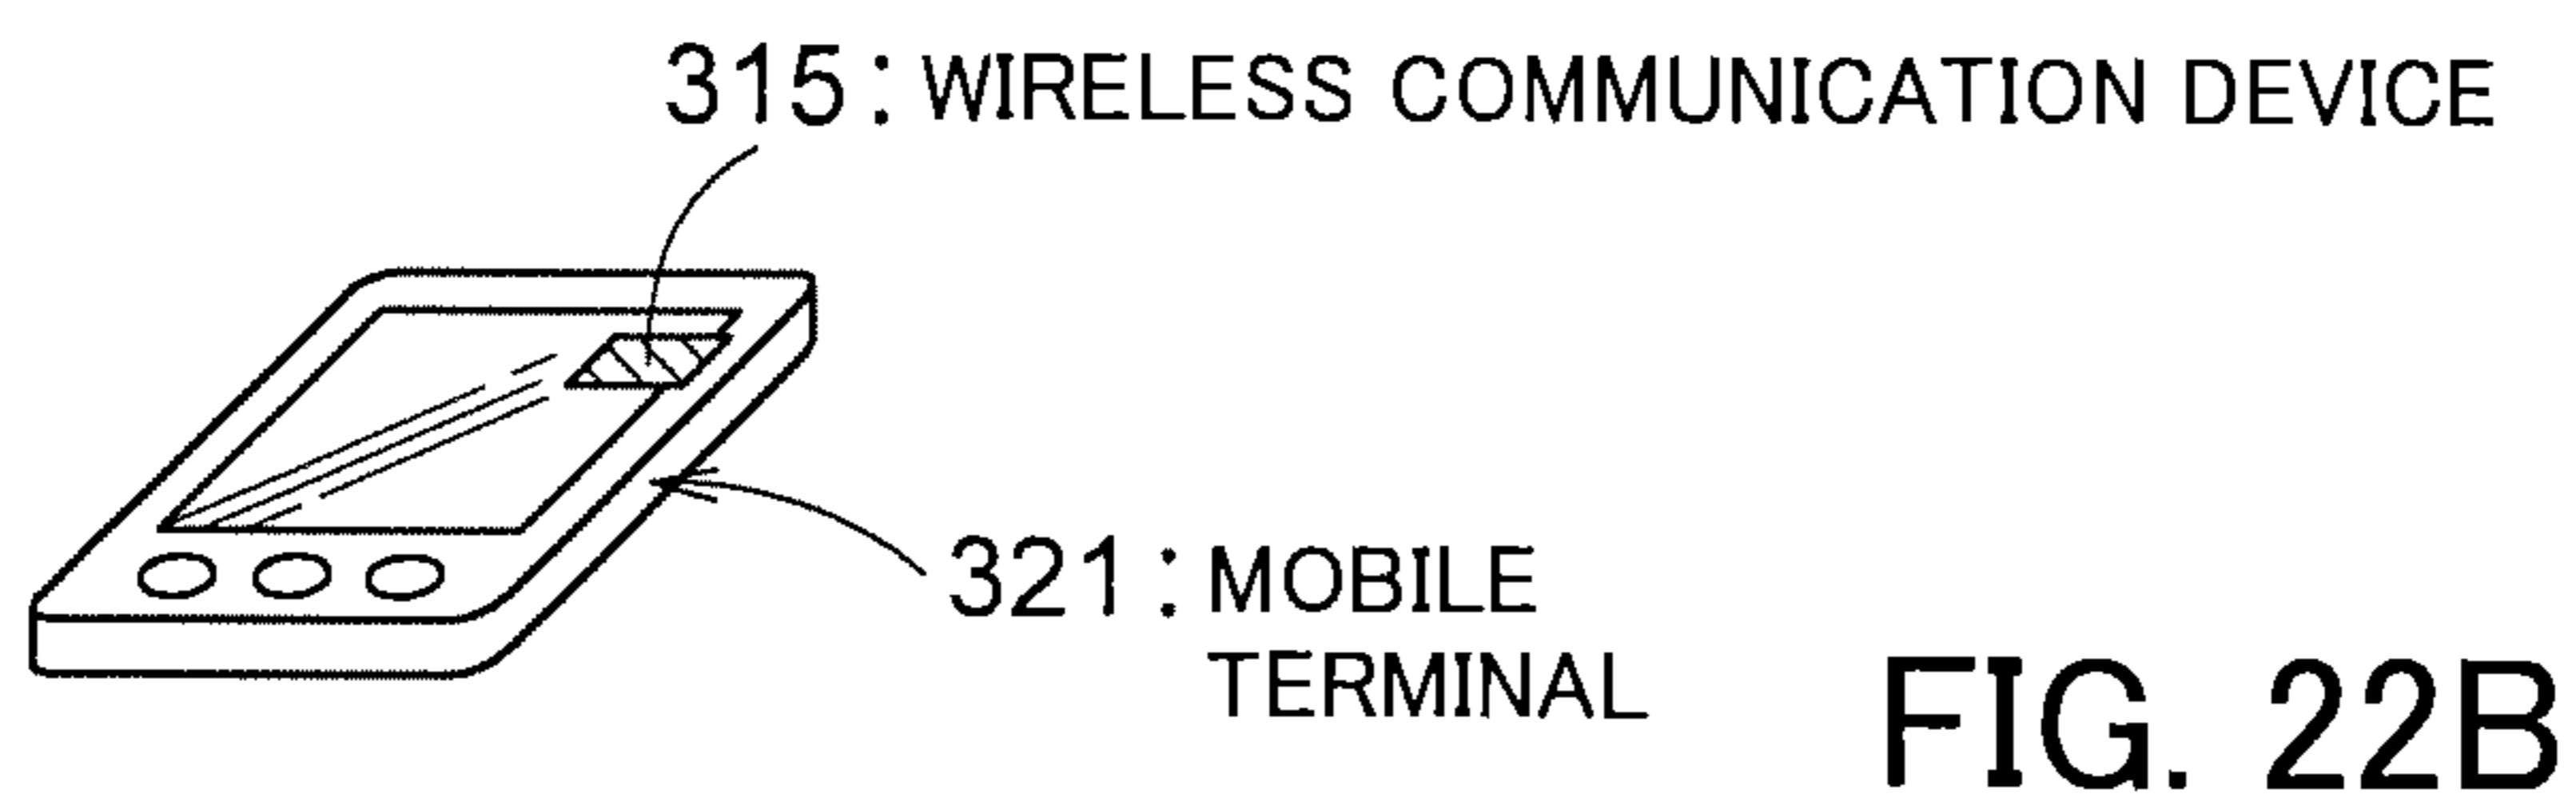 315: WIRELESS COMMUNICATION DEVICE
321: MOBILE
TERMINAL
FIG. 22B